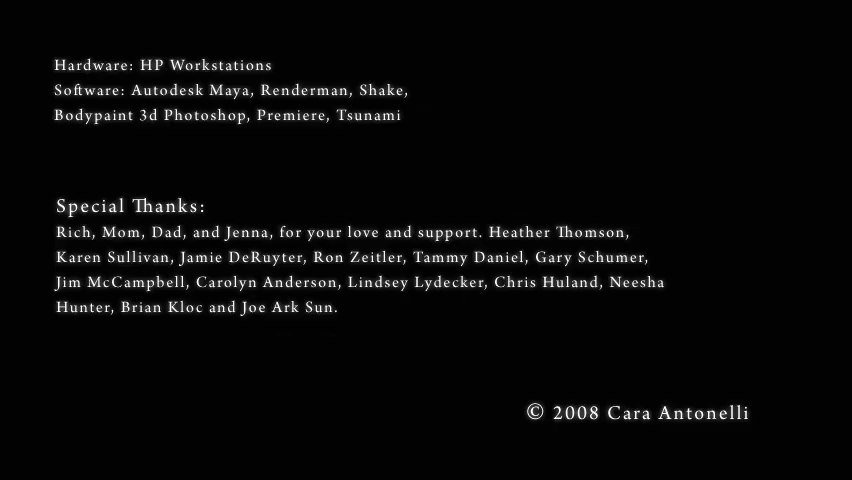 Hardware: HP Workstations
Software: Autodesk Maya, Renderman, Shake,
Bodypaint 3d Photoshop, Premiere, Tsunami
Special Thanks:
Rich, Mom, Dad, and Jenna, for your love and support. Heather Thomson,
Karen Sullivan, Jamie DeRuyter, Ron Zeitler, Tammy Daniel, Gary Schumer,
Jim McCampbell, Carolyn Anderson, Lindsey Lydecker, Chris Huland, Neesha
Hunter, Brian Kloc and Joe Ark Sun.
© 2008 Cara Antonelli